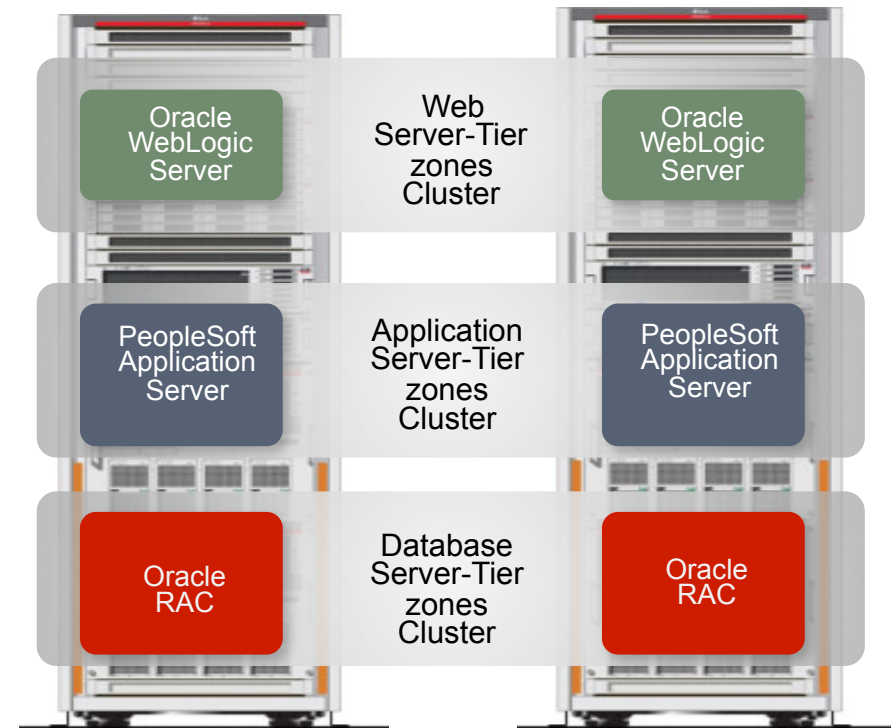 Oracle
WebLogic
Server
Web
Server-Tier
zones
Cluster
Oracle
WebLogic
Server
PeopleSoft
Application
Server
Application
Server-Tier
zones
Cluster
PeopleSoft
Application
Server
Oracle
RAC
Database
Server-Tier
zones
Cluster
Oracle
RAC